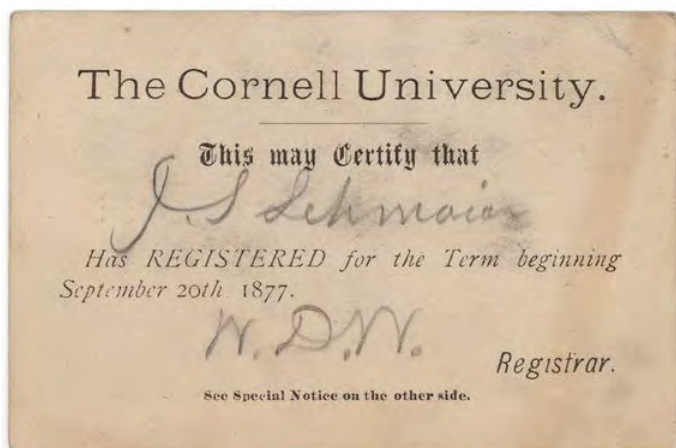 The Cornell University.
This may Certify that
J. S Schmoier
Has REGISTERED for the Term beginning
September 20th 1877.
W. D. W.
Registrar.
See Special Notice on the other side.